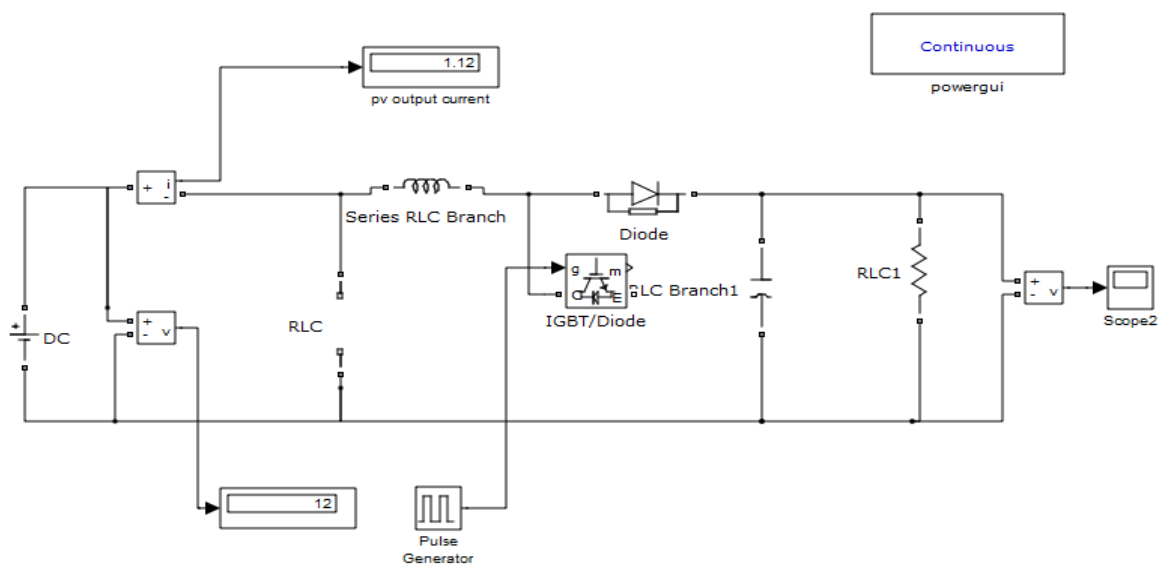 1.12
pv output current
Continuous
powergui
+ i -
Series RLC Branch
Diode
g m
C E
LC Branch1
IGBT/Diode
RLC1
+ - v
Scope2
+
DC
+ - v
RLC
12
Pulse
Generator